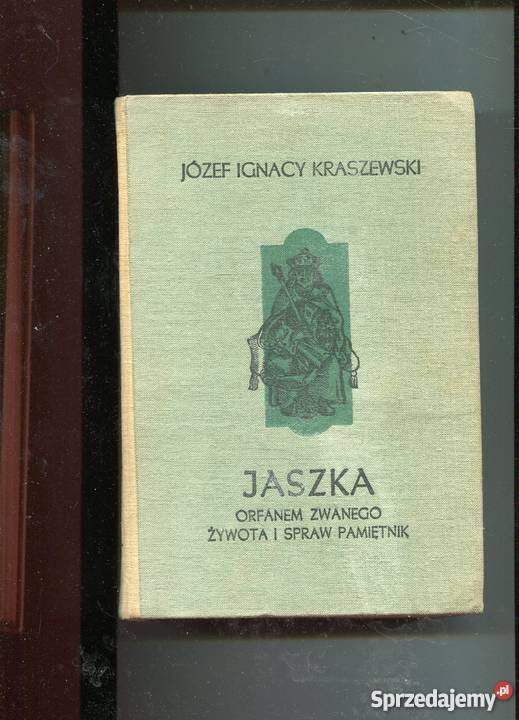 JÓZEF IGNACY KRASZEWSKI
JASZKA
ORFANEM ZWANEGO
ŻYWOTA I SPRAW PAMIĘTNIK
Sprzedajemy.pl